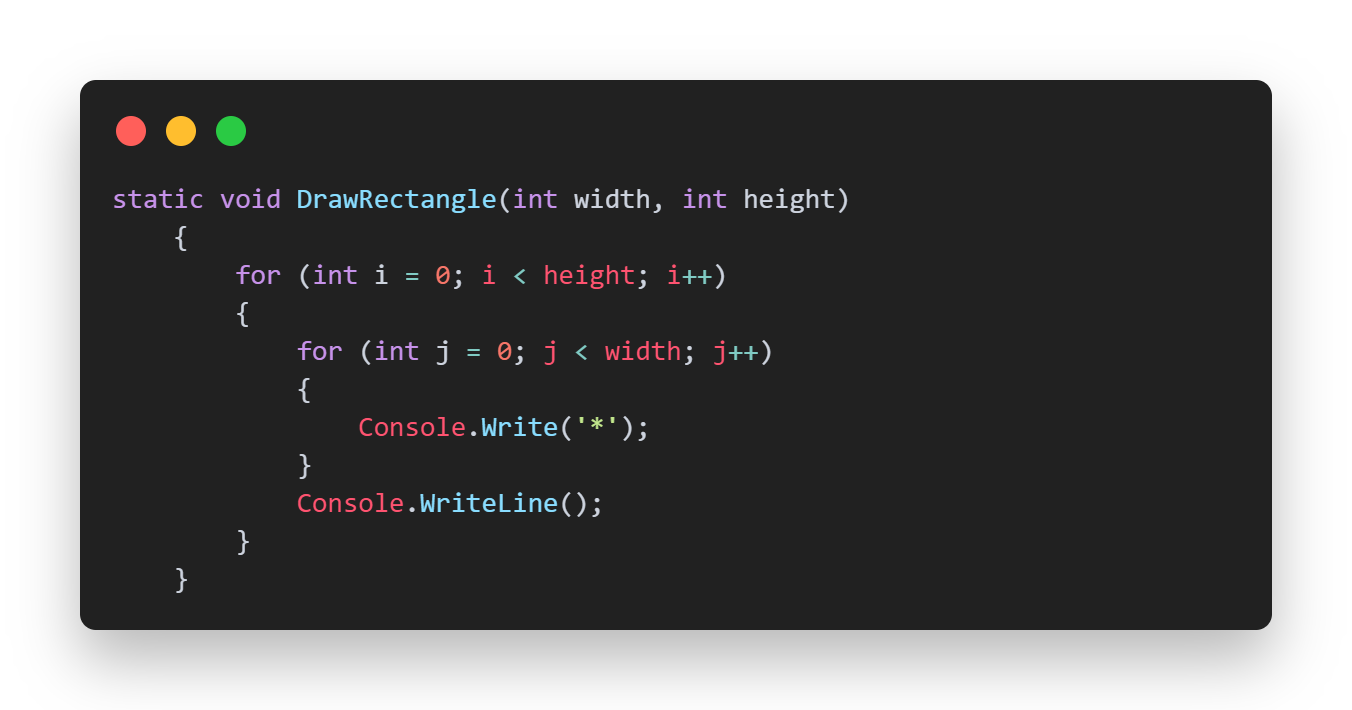 static void DrawRectangle(int width, int height)
    {
        for (int i = 0; i < height; i++)
        {
            for (int j = 0; j < width; j++)
            {
                Console.Write('*');
            }
            Console.WriteLine();
        }
    }